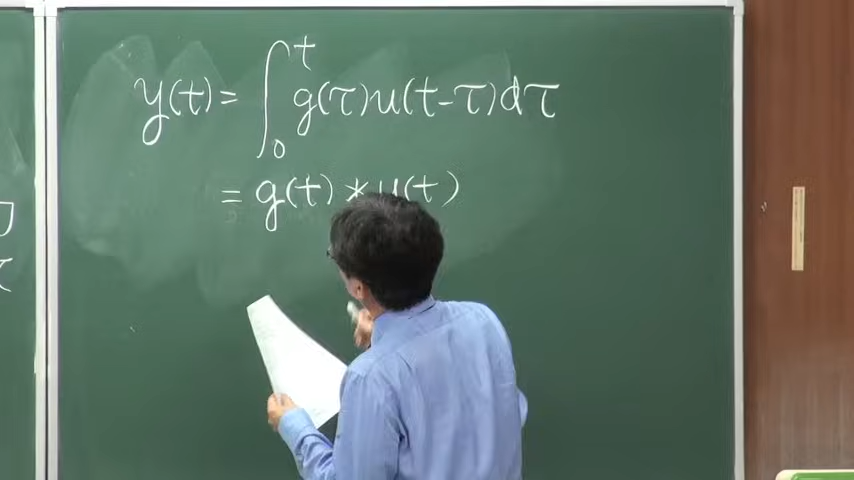 y(t) = ∫₀ᵗ g(τ)u(t-τ)dτ
= g(t) * u(t)